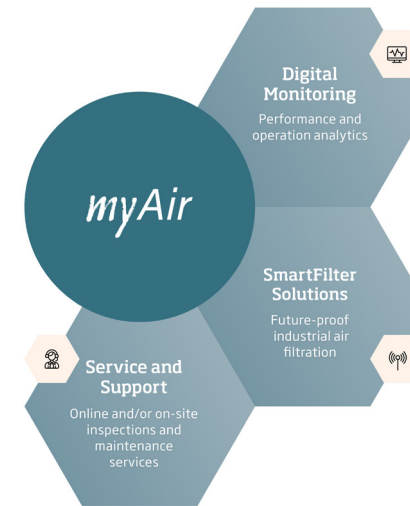 Digital
Monitoring
Performance and
operation analytics
myAir
SmartFilter
Solutions
Future-proof
industrial air
filtration
Service and
Support
Online and/or on-site
inspections and
maintenance
services